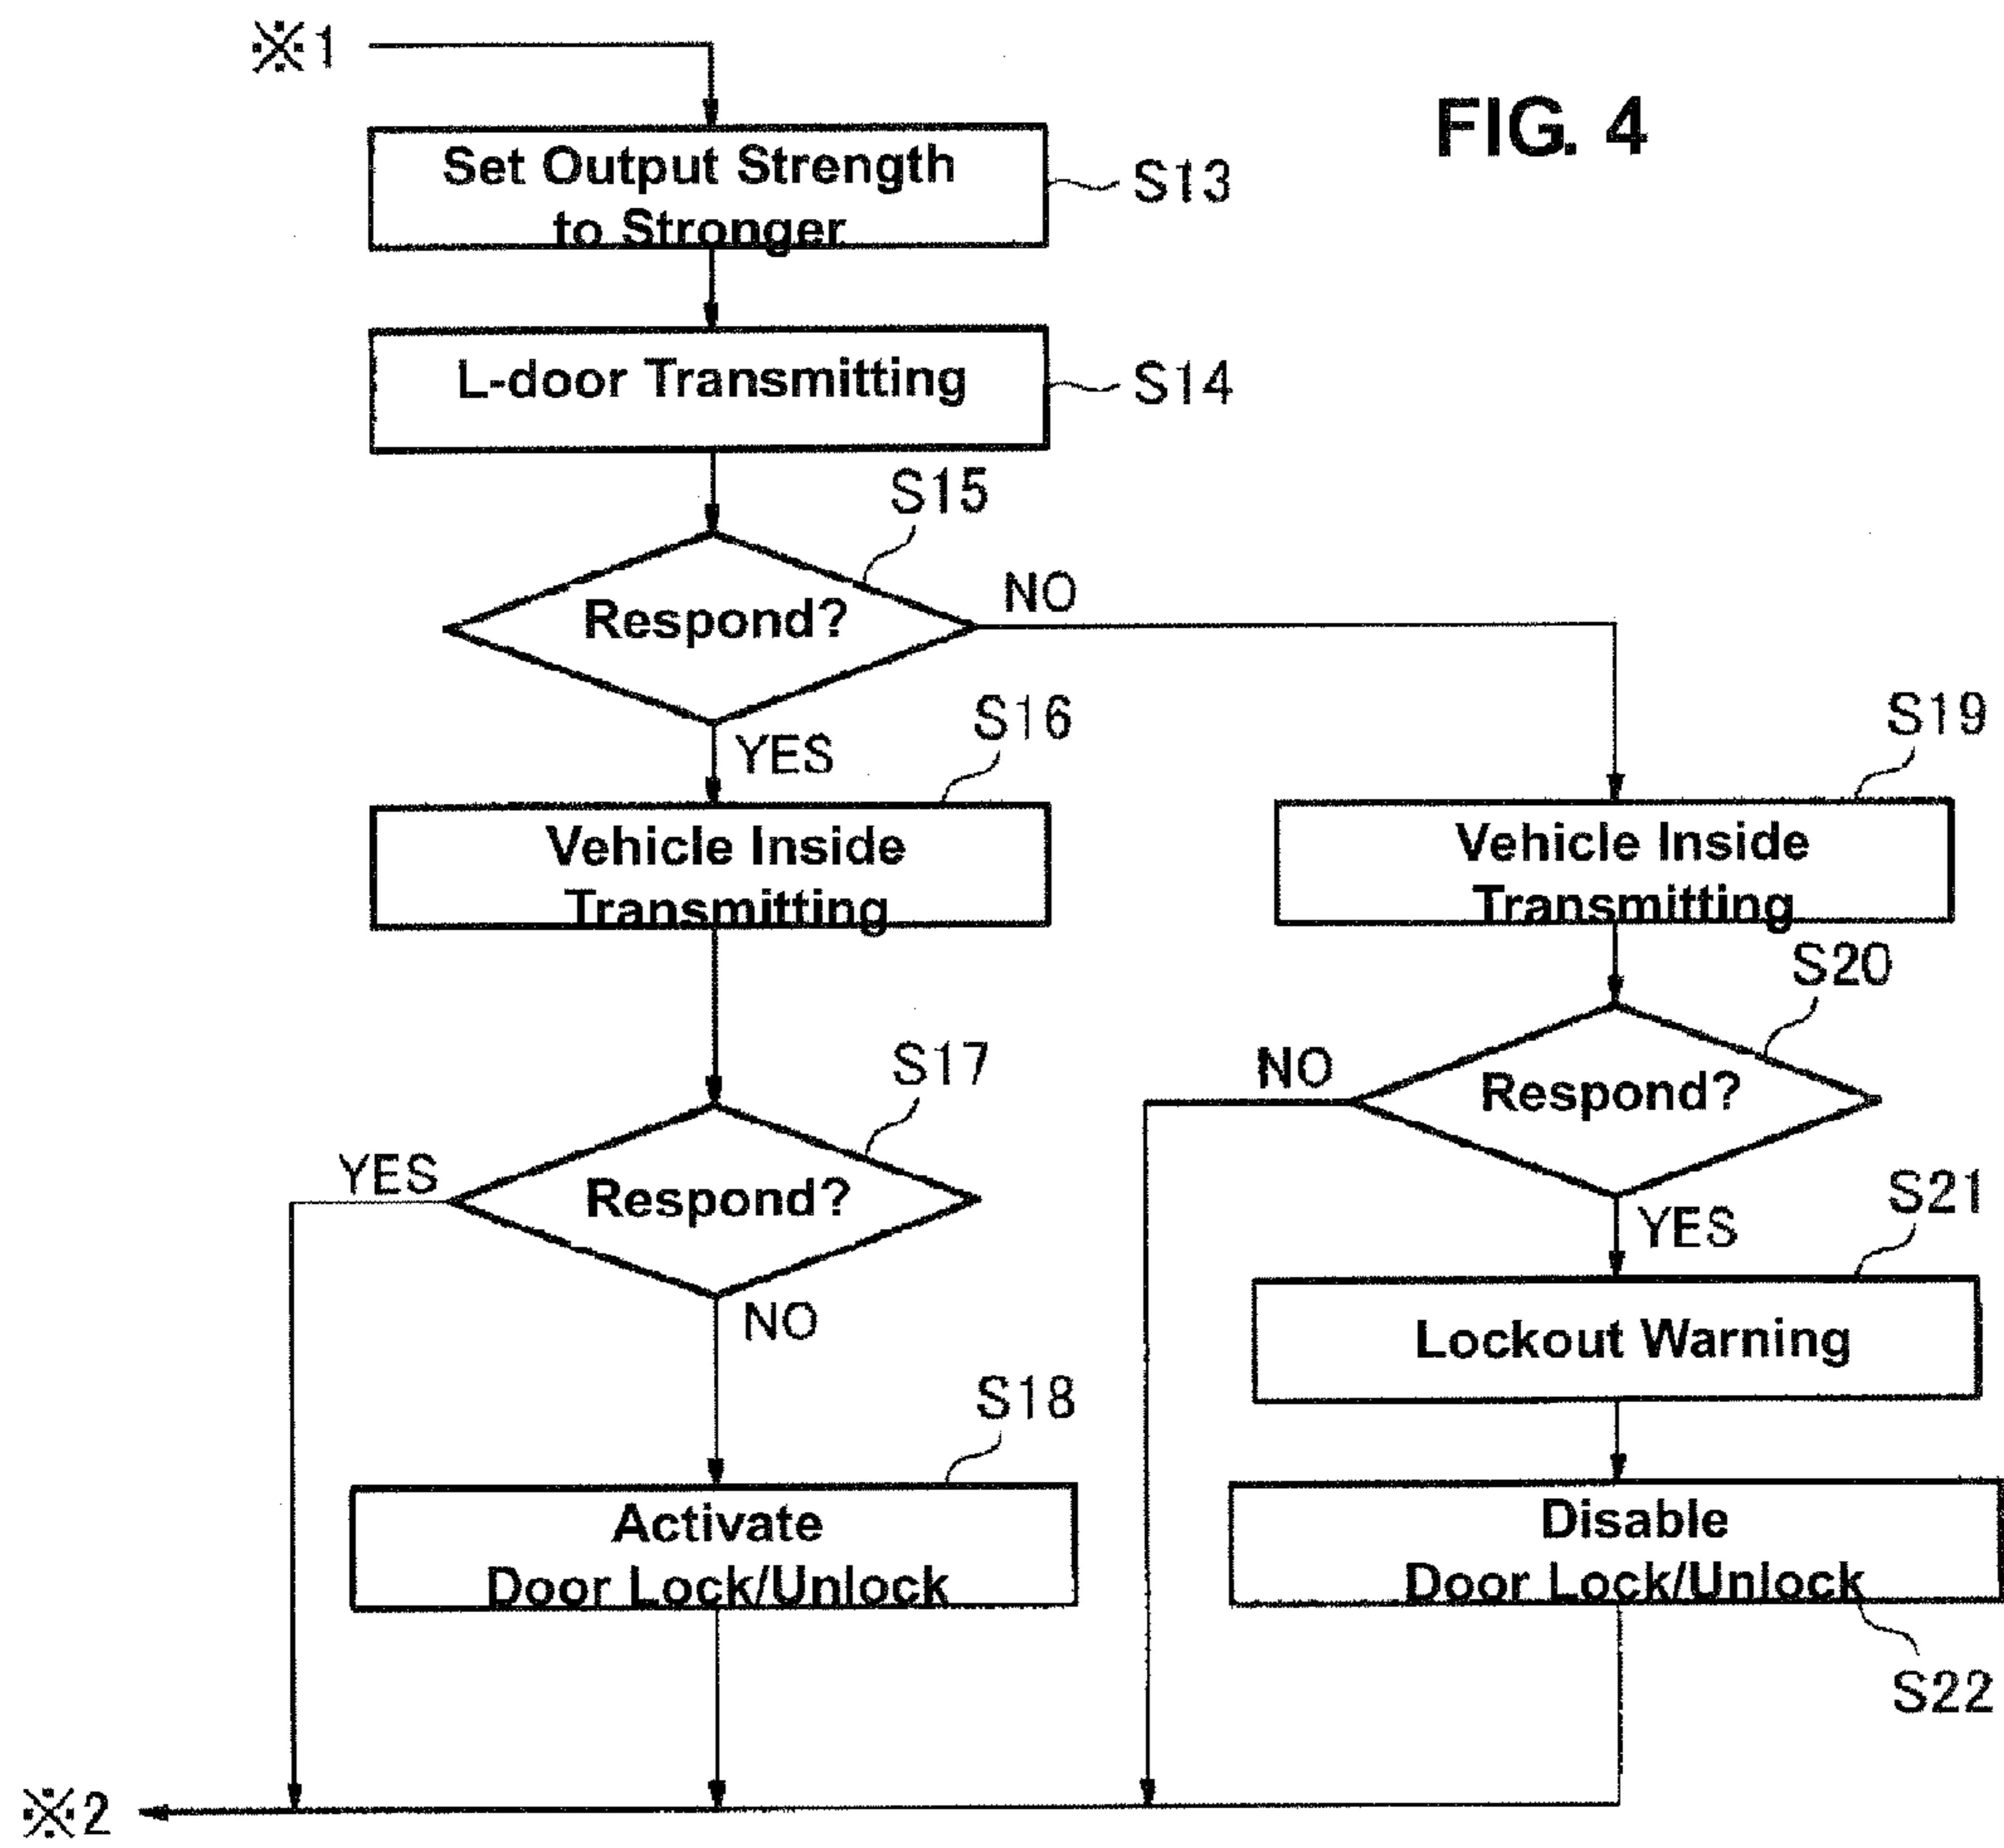 ※1
FIG. 4
Set Output Strength
to Stronger
S13
L-door Transmitting
S14
S15
Respond?
NO
YES
S16
Vehicle Inside
Transmitting
S19
Vehicle Inside
Transmitting
S17
Respond?
YES
NO
S20
Respond?
NO
YES
S21
Lockout Warning
S18
Activate
Door Lock/Unlock
Disable
Door Lock/Unlock
S22
※2